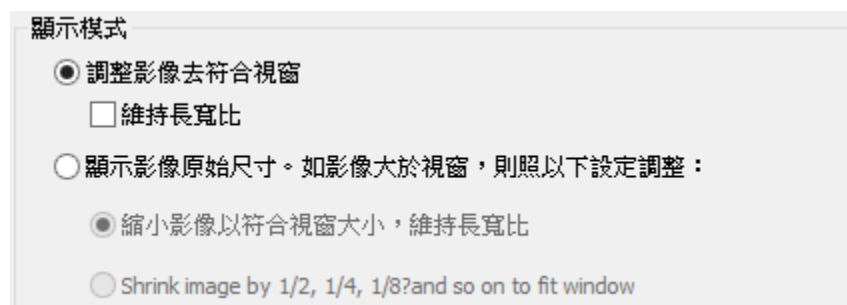 顯示模式
調整影像去符合視窗
維持長寬比
顯示影像原始尺寸。如影像大於視窗，則照以下設定調整：
縮小影像以符合視窗大小，維持長寬比
Shrink image by 1/2, 1/4, 1/8?and so on to fit window